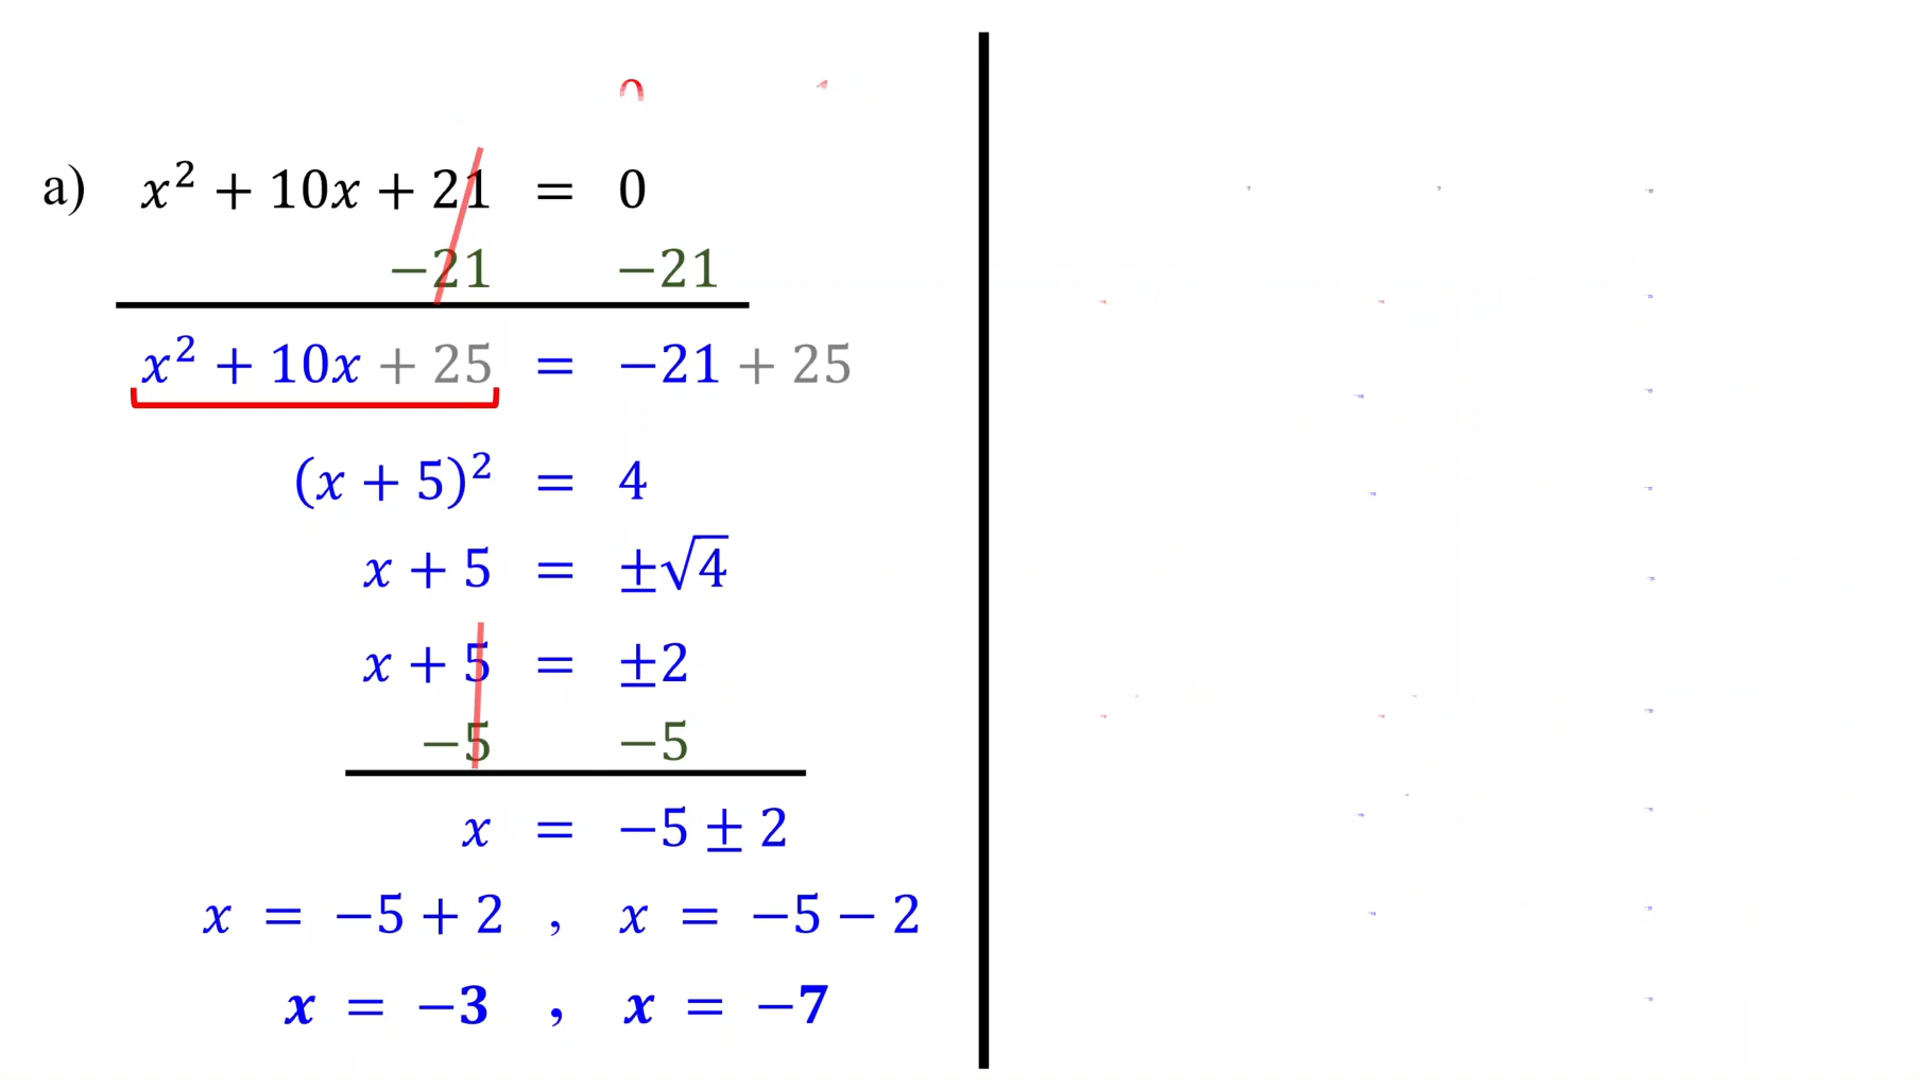 a) x² + 10x + 21 = 0
−21 −21
x² + 10x + 25 = −21 + 25
(x + 5)² = 4
x + 5 = ±√4
x + 5 = ±2
−5 −5
x = −5 ± 2
x = −5 + 2 , x = −5 − 2
x = −3 , x = −7